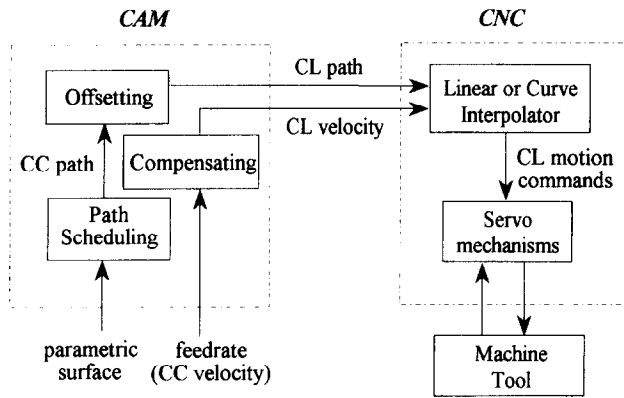 CAM
CNC
CL path
Offsetting
Linear or Curve
Interpolator
CL velocity
CC path
Compensating
CL motion
commands
Path
Scheduling
Servo
mechanisms
parametric
surface
feedrate
(CC velocity)
Machine
Tool